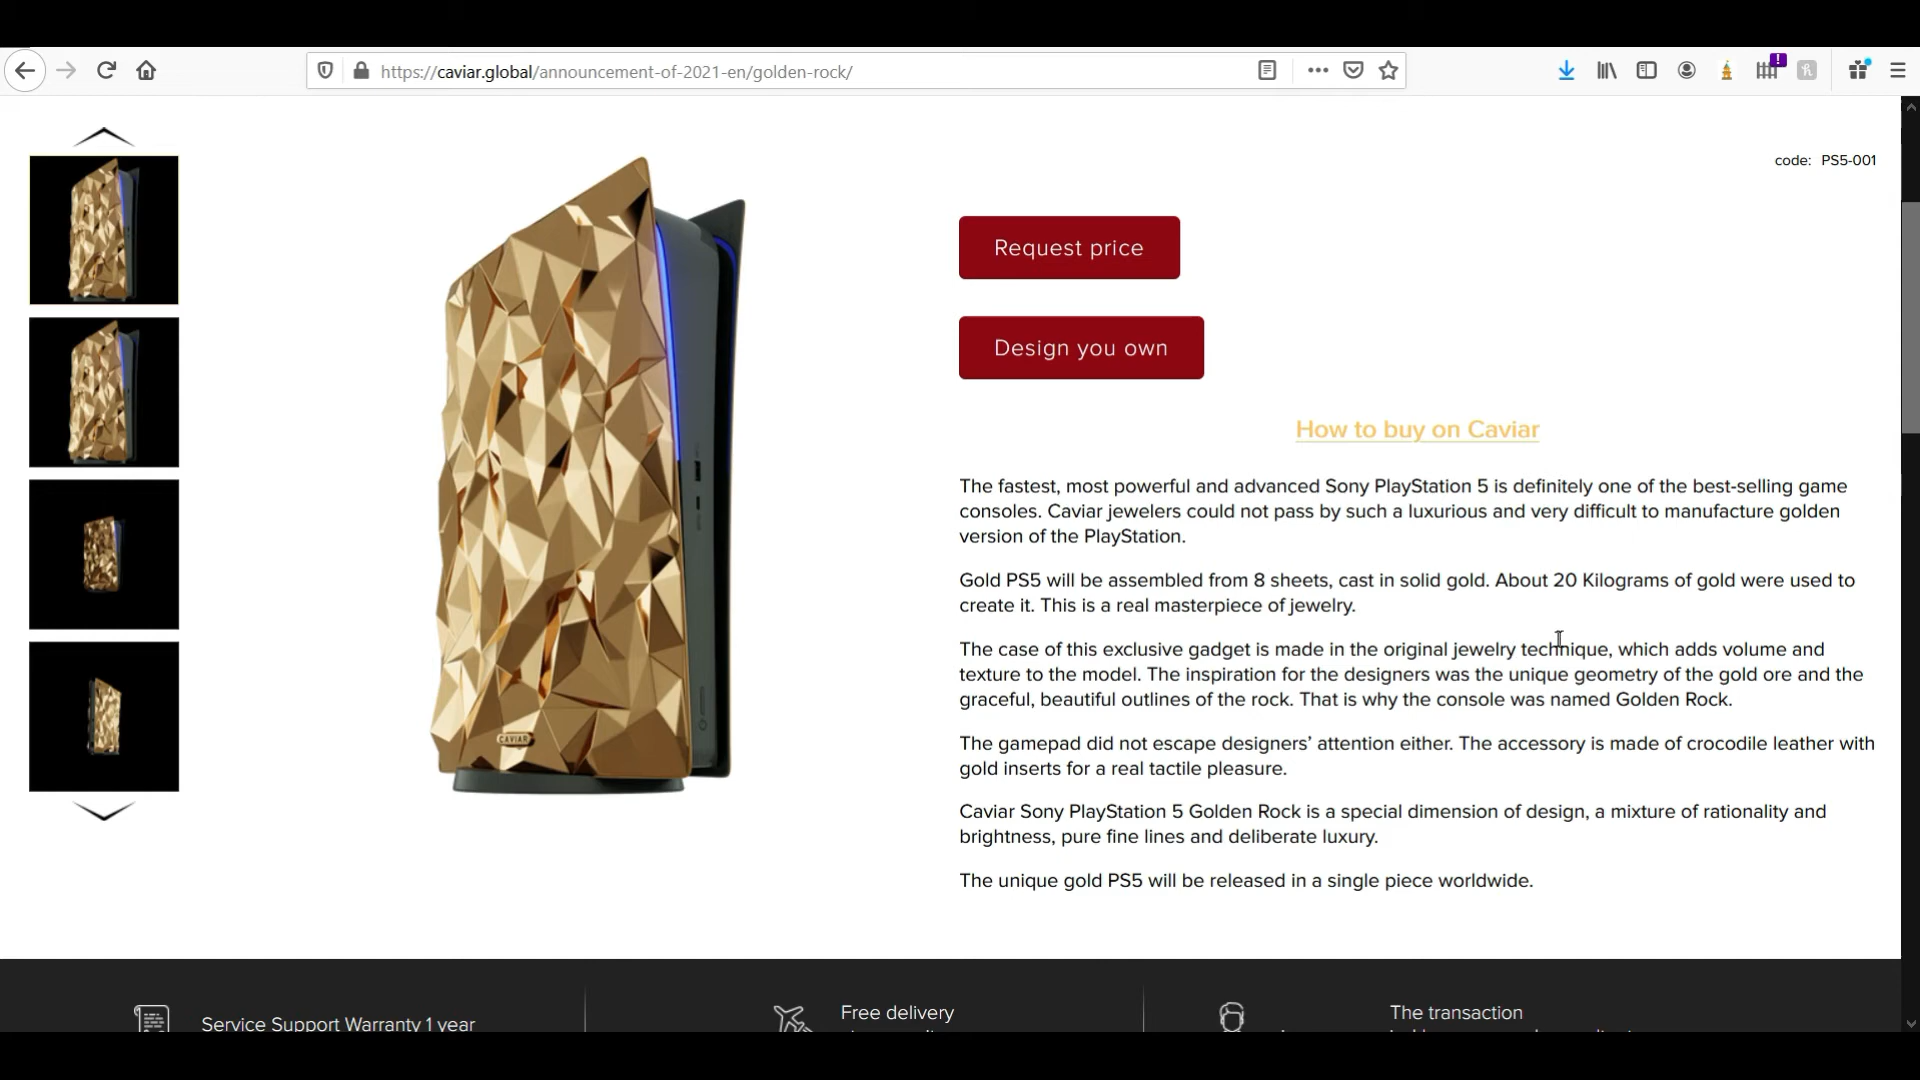 https://caviar.global/announcement-of-2021-en/golden-rock/
code: PS5-001
Request price
Design you own
How to buy on Caviar
The fastest, most powerful and advanced Sony PlayStation 5 is definitely one of the best-selling game
consoles. Caviar jewelers could not pass by such a luxurious and very difficult to manufacture golden
version of the PlayStation.
Gold PS5 will be assembled from 8 sheets, cast in solid gold. About 20 Kilograms of gold were used to
create it. This is a real masterpiece of jewelry.
The case of this exclusive gadget is made in the original jewelry technique, which adds volume and
texture to the model. The inspiration for the designers was the unique geometry of the gold ore and the
graceful, beautiful outlines of the rock. That is why the console was named Golden Rock.
The gamepad did not escape designers’ attention either. The accessory is made of crocodile leather with
gold inserts for a real tactile pleasure.
Caviar Sony PlayStation 5 Golden Rock is a special dimension of design, a mixture of rationality and
brightness, pure fine lines and deliberate luxury.
The unique gold PS5 will be released in a single piece worldwide.
CAVIAR
Service Support Warranty 1 year
Free delivery
The transaction